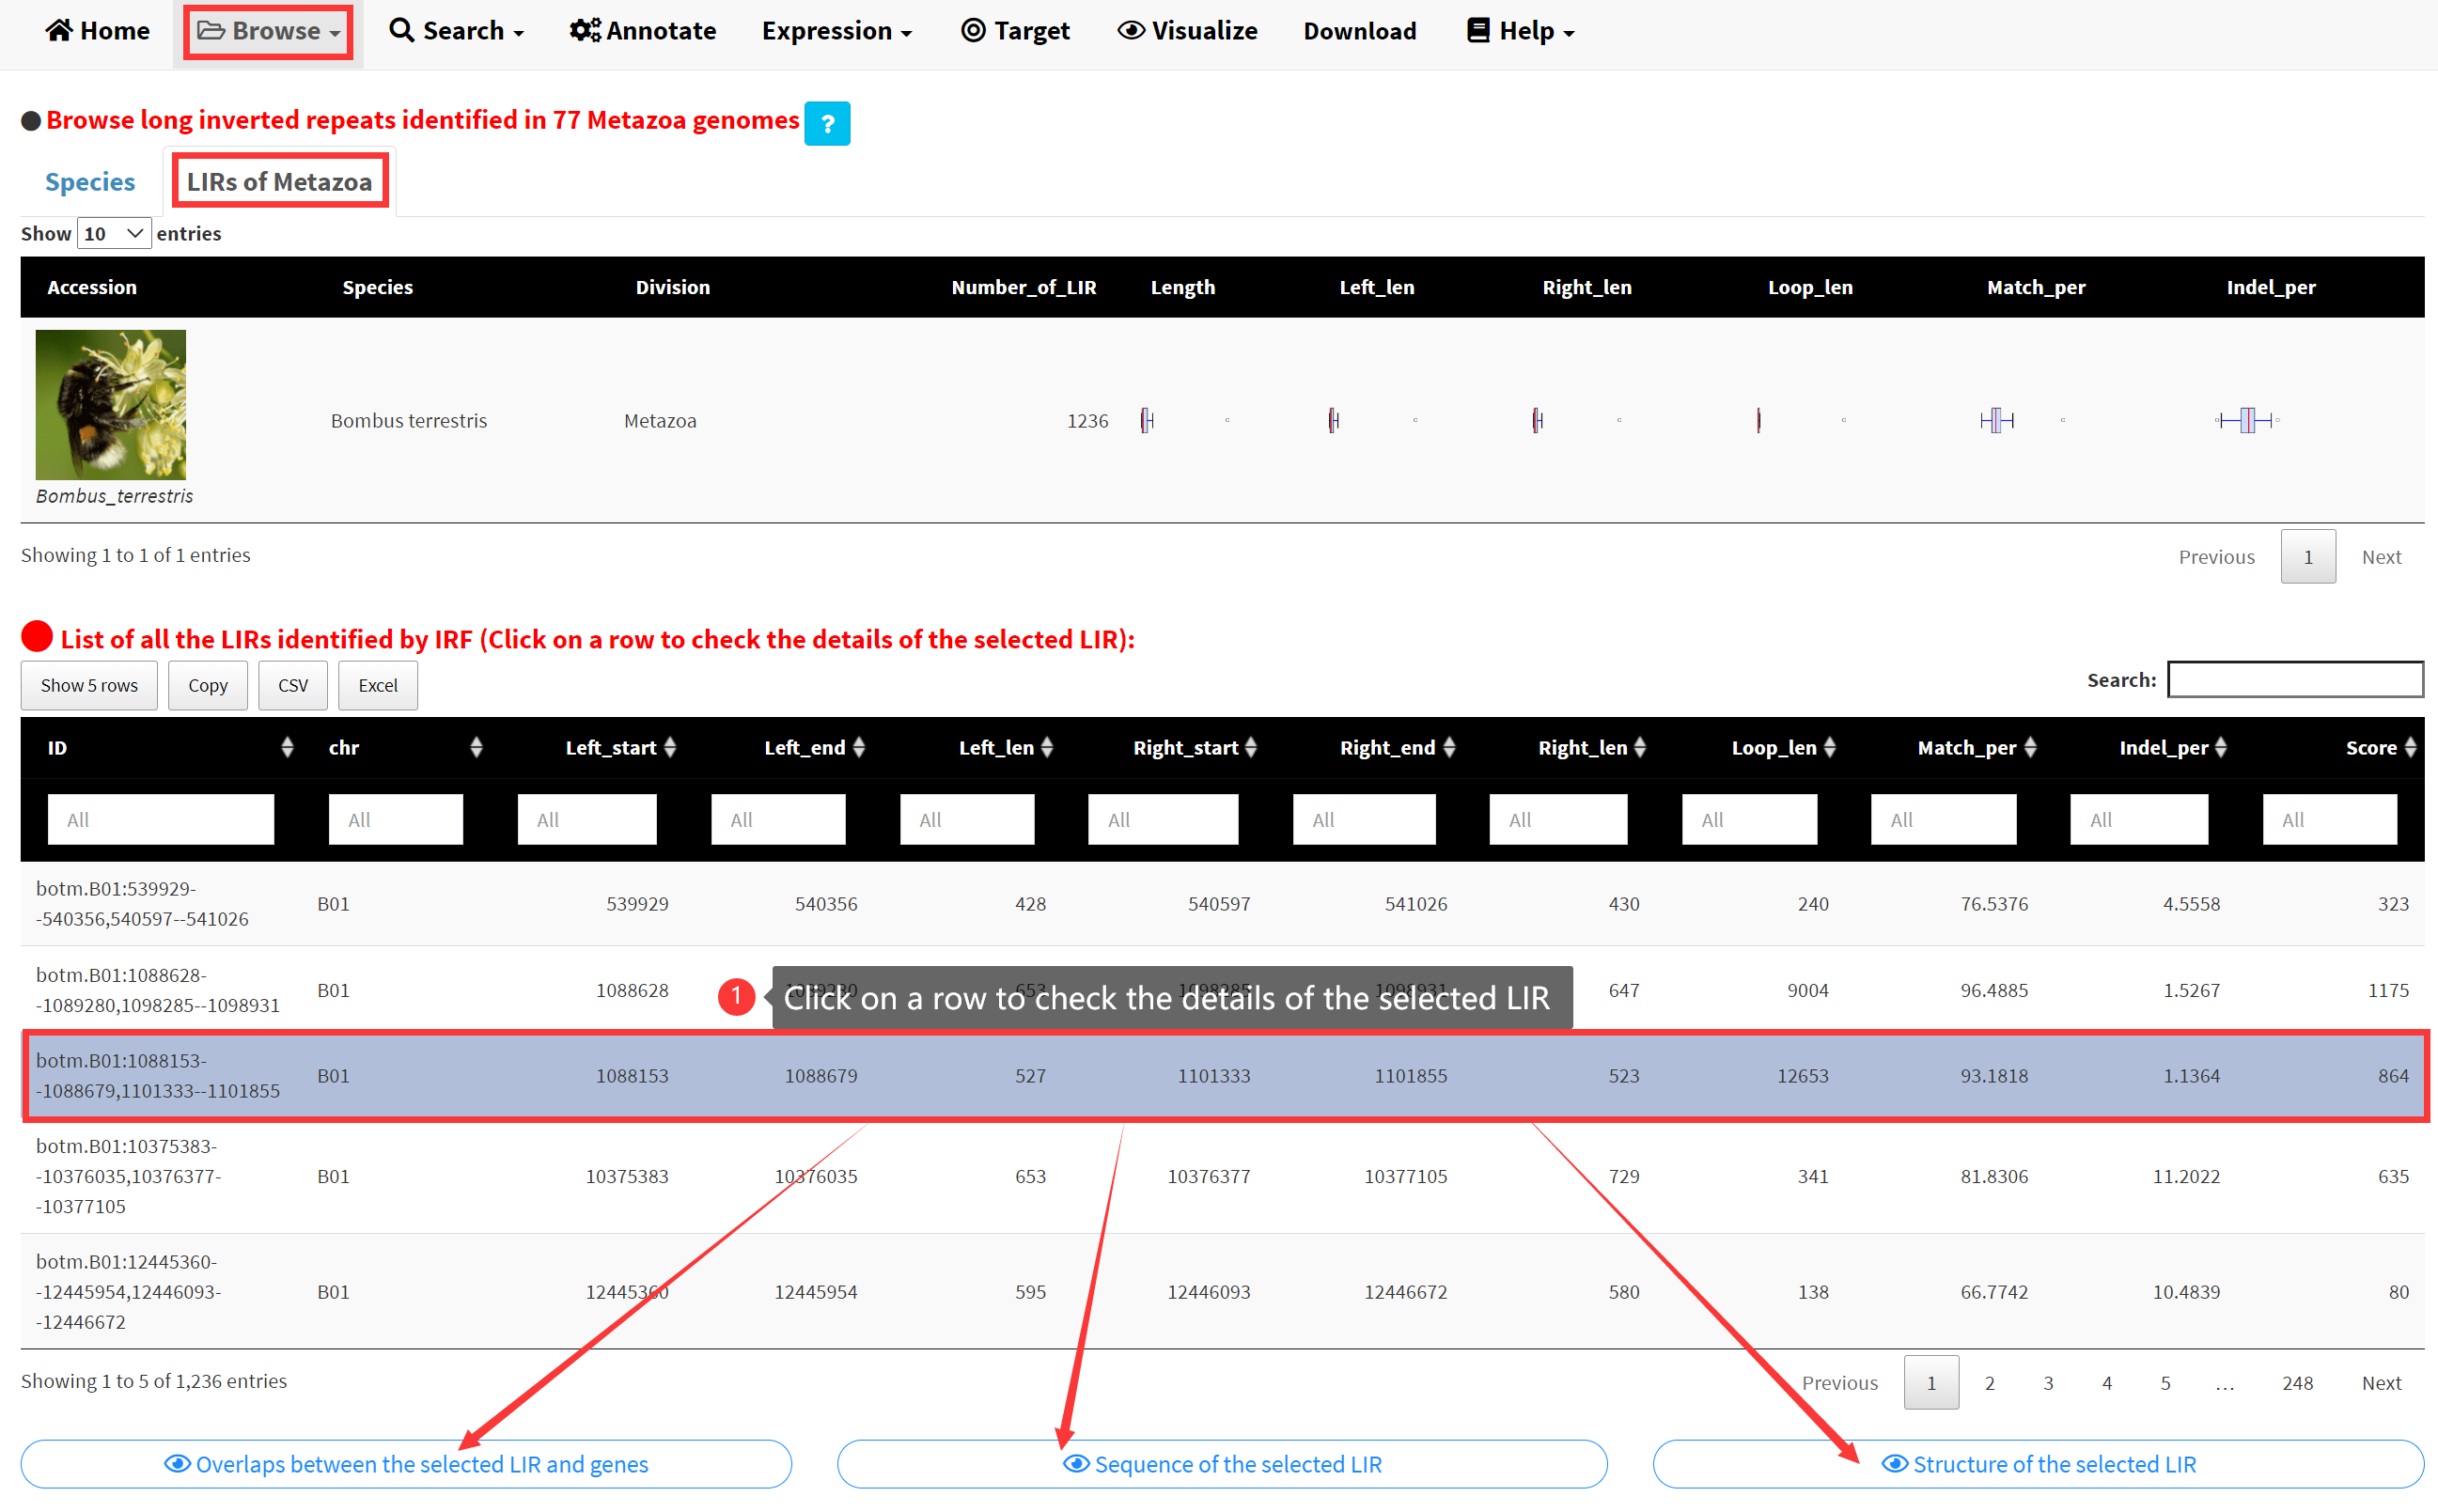 Home Browse Search Annotate Expression Target Visualize Download Help
Browse long inverted repeats identified in 77 Metazoa genomes ?
Species LIRs of Metazoa
Show 10 entries
Accession Species Division Number_of_LIR Length Left_len Right_len Loop_len Match_per Indel_per
Bombus terrestris Metazoa 1236
Bombus_terrestris
Showing 1 to 1 of 1 entries Previous 1 Next
List of all the LIRs identified by IRF (Click on a row to check the details of the selected LIR):
Show 5 rows Copy CSV Excel Search:
ID chr Left_start Left_end Left_len Right_start Right_end Right_len Loop_len Match_per Indel_per Score
All All All All All All All All All All All All
botm.B01:539929-
-540356,540597--541026 B01 539929 540356 428 540597 541026 430 240 76.5376 4.5558 323
botm.B01:1088628-
-1089280,1098285--1098931 B01 1088628 1089280 653 1098285 1098931 647 9004 96.4885 1.5267 1175
1 Click on a row to check the details of the selected LIR
botm.B01:1088153-
-1088679,1101333--1101855 B01 1088153 1088679 527 1101333 1101855 523 12653 93.1818 1.1364 864
botm.B01:10375383-
-10376035,10376377-
-10377105 B01 10375383 10376035 653 10376377 10377105 729 341 81.8306 11.2022 635
botm.B01:12445360-
-12445954,12446093-
-12446672 B01 12445360 12445954 595 12446093 12446672 580 138 66.7742 10.4839 80
Showing 1 to 5 of 1,236 entries Previous 1 2 3 4 5 … 248 Next
Overlaps between the selected LIR and genes Sequence of the selected LIR Structure of the selected LIR